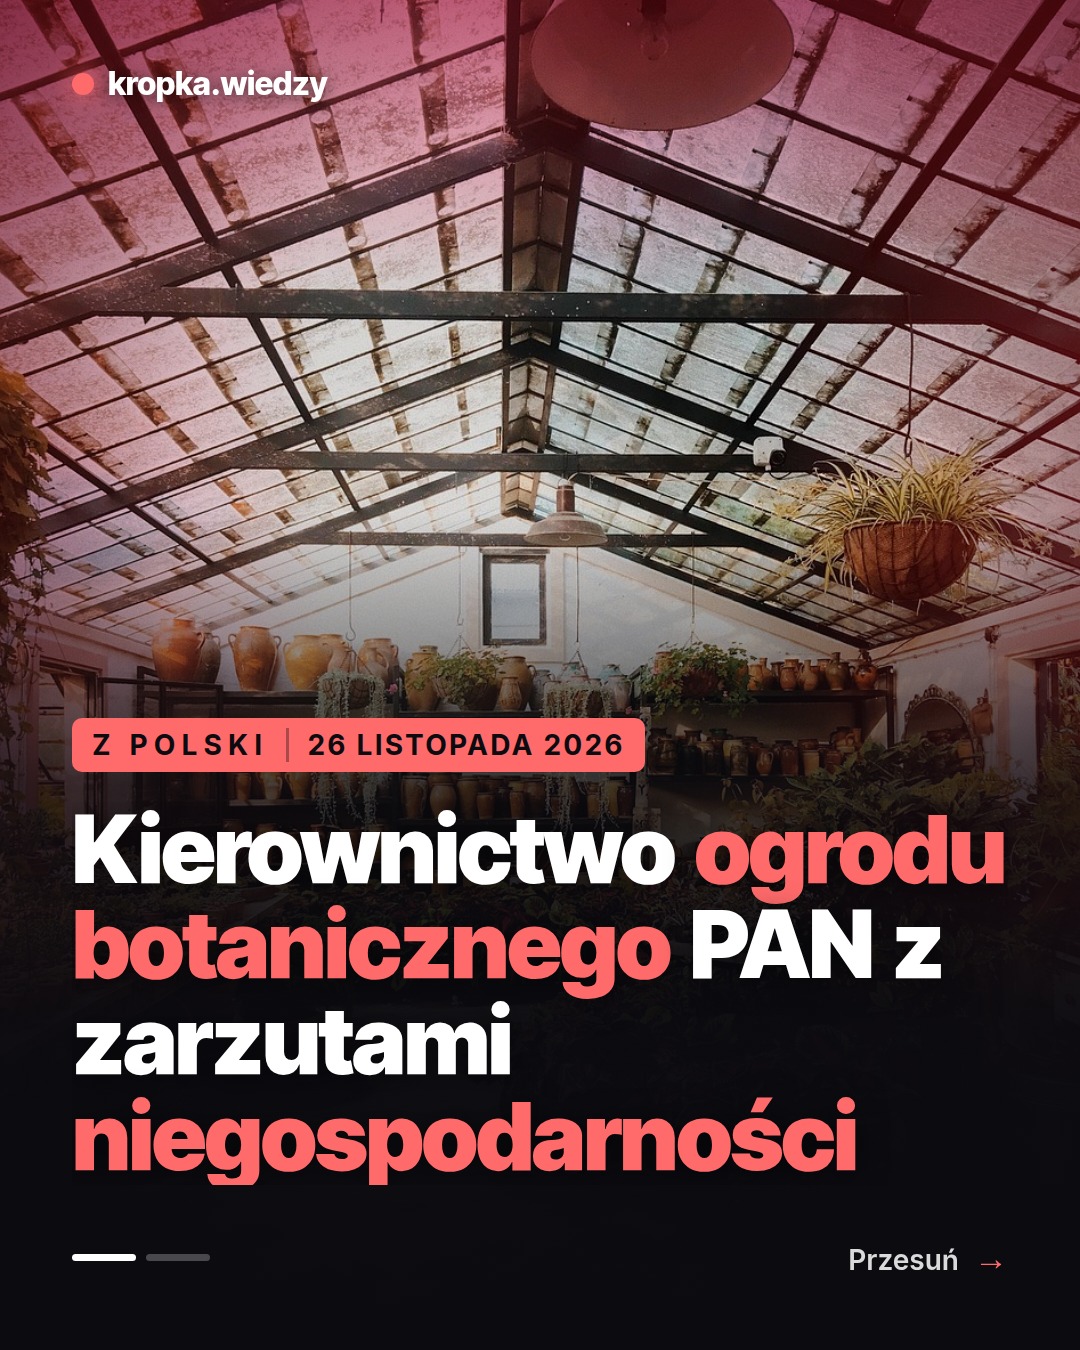 kropka.wiedzy
Z POLSKI | 26 LISTOPADA 2026
Kierownictwo ogrodu
botanicznego PAN z
zarzutami
niegospodarności
Przesuń →